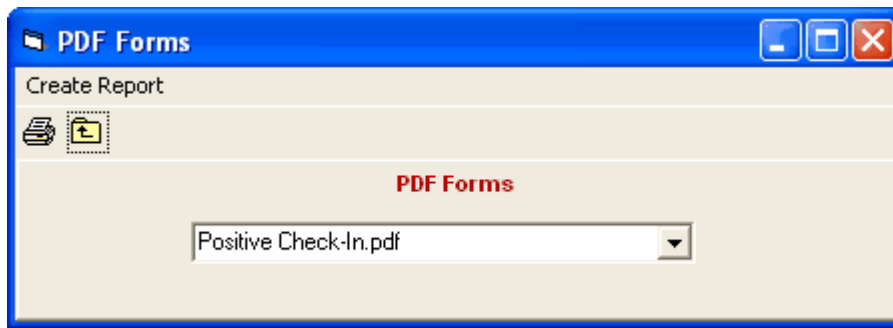 PDF Forms
Create Report
PDF Forms
Positive Check-In.pdf